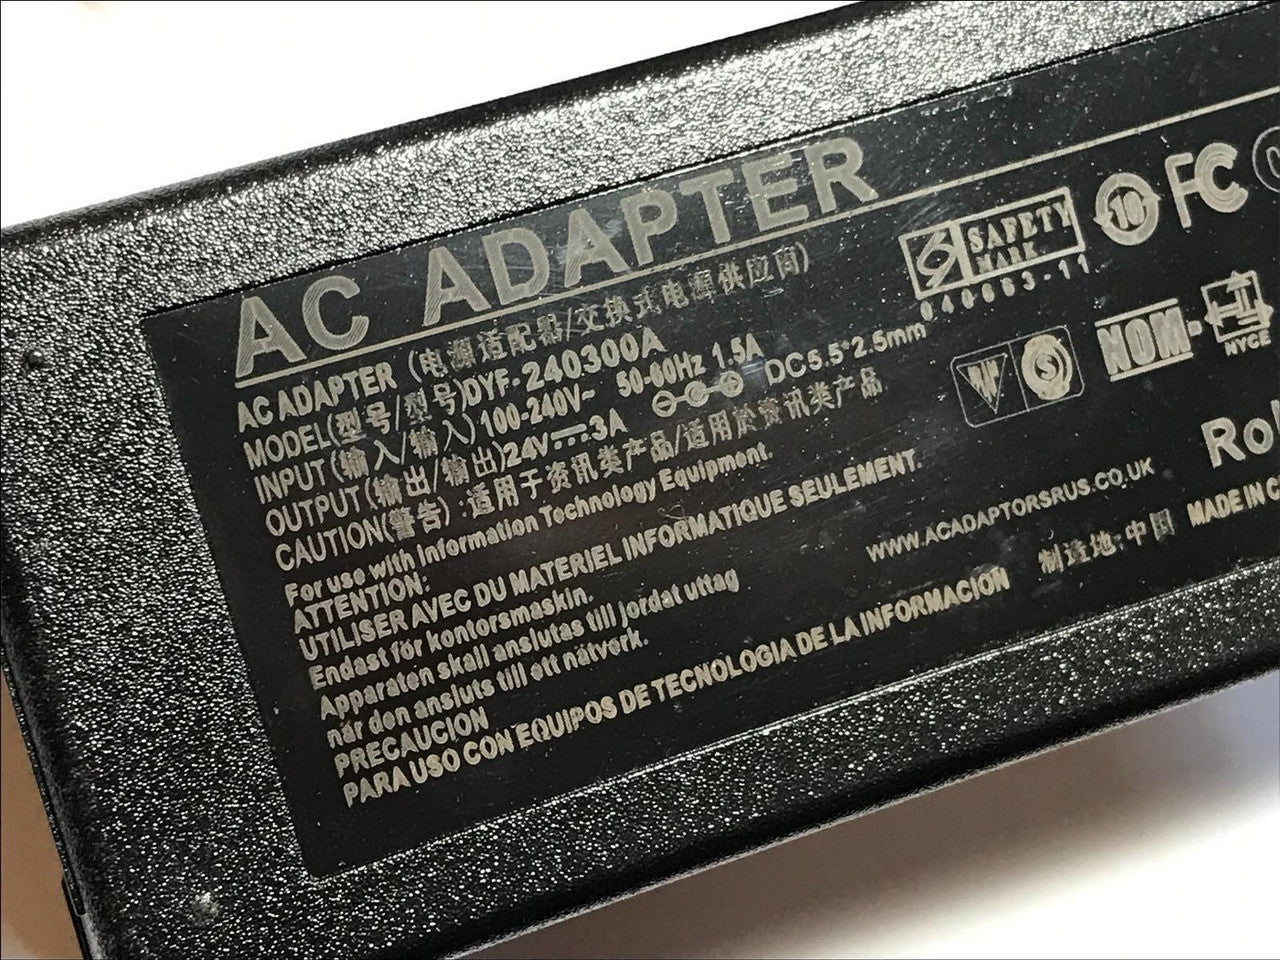 AC ADAPTER
AC ADAPTER (电源适配器/交换式电源供应商)
MODEL(型号/型号)DYF-240300A
INPUT(输入/输入)100-240V~ 50-60Hz 1.5A
OUTPUT(输出/输出)24V 3A DC5.5*2.5mm
CAUTION(警告):适用于资讯类产品/适用於资讯类产品
For use with Information Technology Equipment.
ATTENTION:
UTILISER AVEC DU MATERIEL INFORMATIQUE SEULEMENT.
Endast för kontorsmaskin.
Apparaten skall anslutas till jordat uttag
när den ansluts till ett nätverk.
PRECAUCION
PARA USO CON EQUIPOS DE TECNOLOGIA DE LA INFORMACION
SAFETY
MARK
040683-11
10
FC
W
S
NOM-
NYCE
WWW.ACADAPTORSRUS.CO.UK
制造地:中国 MADE IN